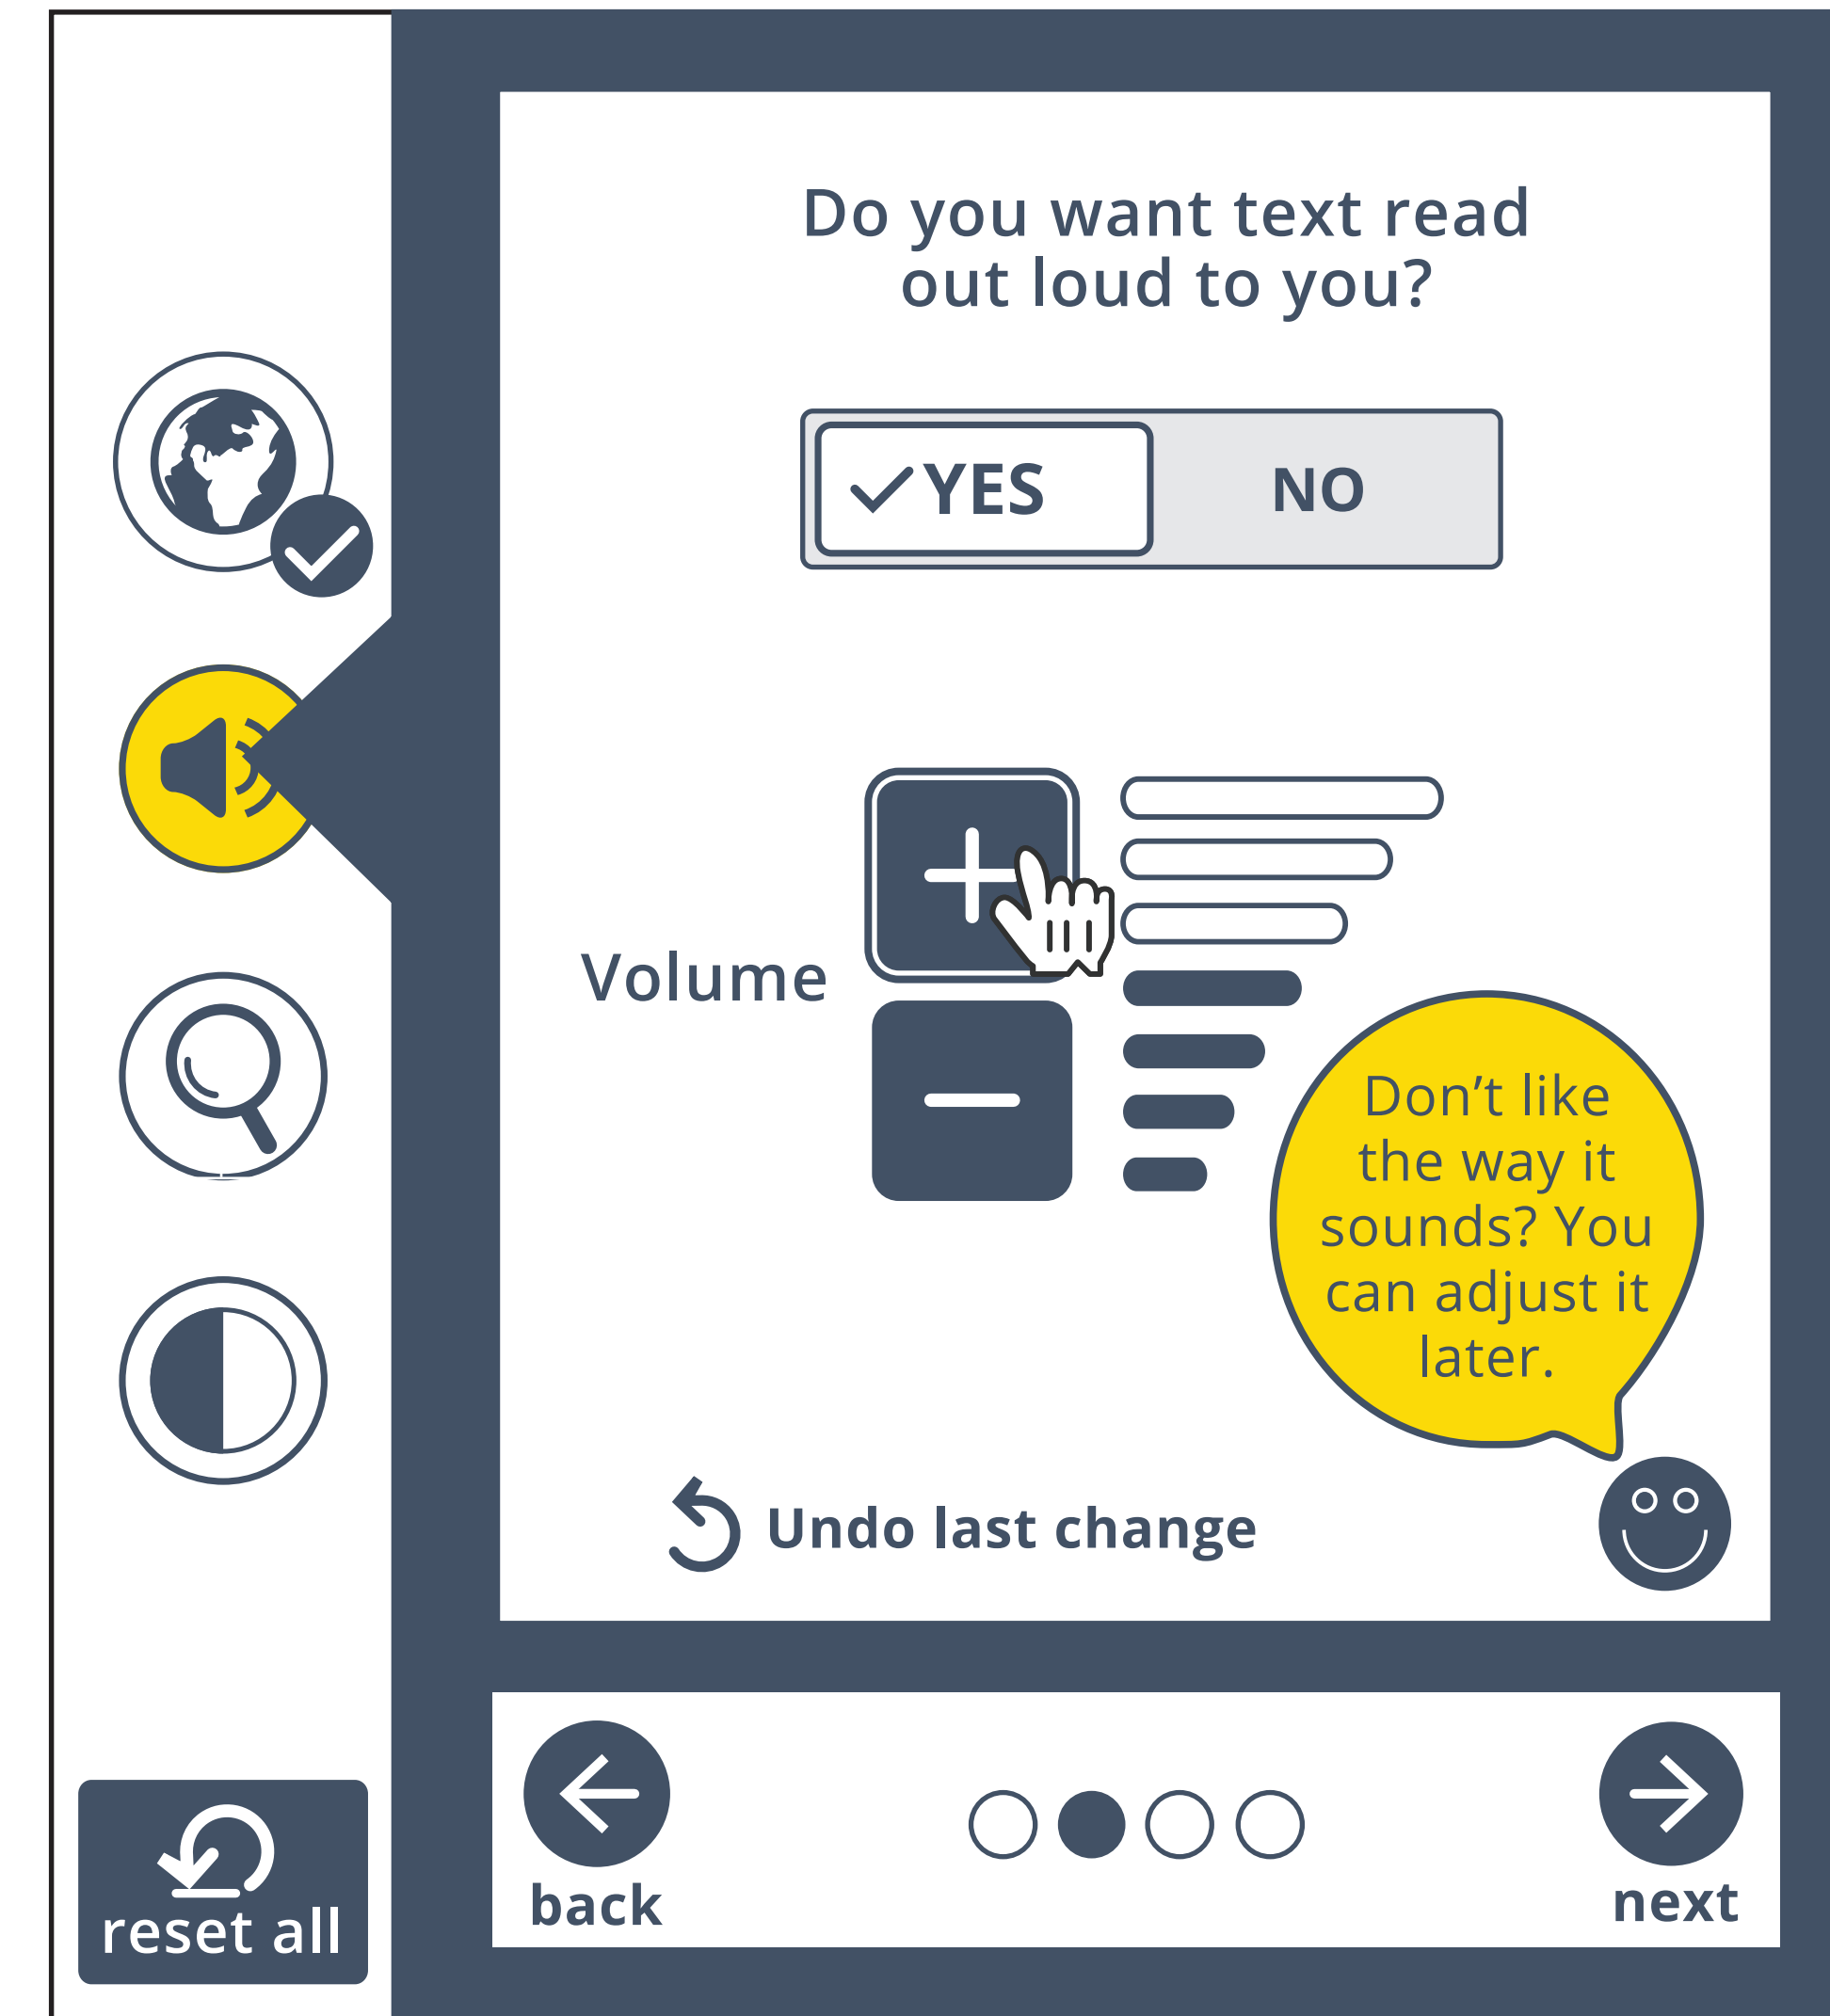 Do you want text read
out loud to you?
YES
NO
Volume
Don’t like
the way it
sounds? You
can adjust it
later.
Undo last change
reset all
back
next